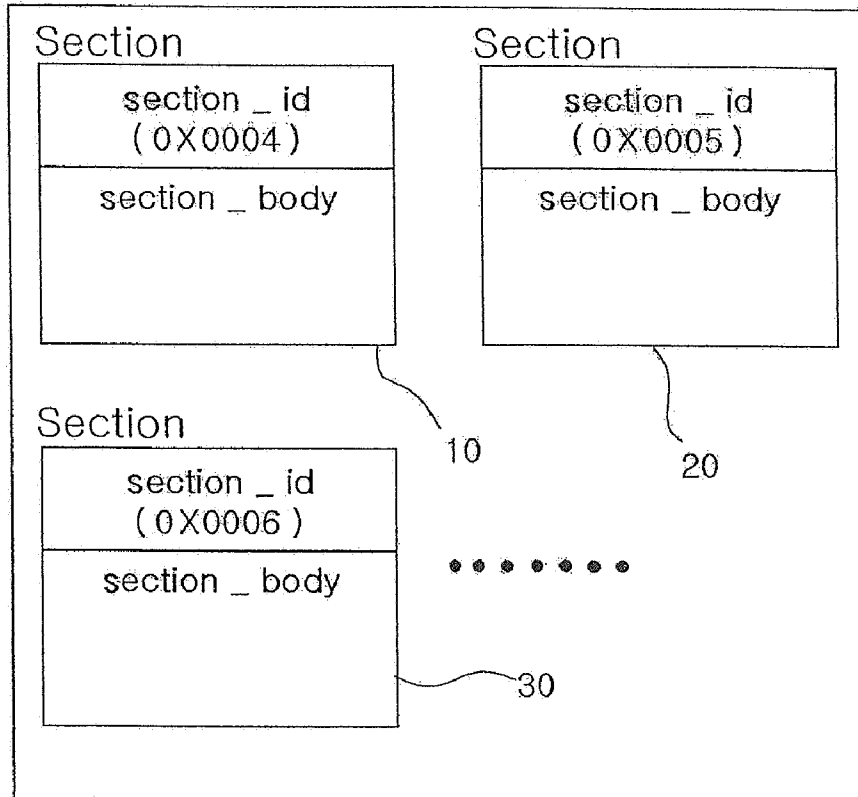 Section
section _ id
(0X0004)
section _ body
10
Section
section _ id
(0X0005)
section _ body
20
Section
section _ id
(0X0006)
section _ body
30